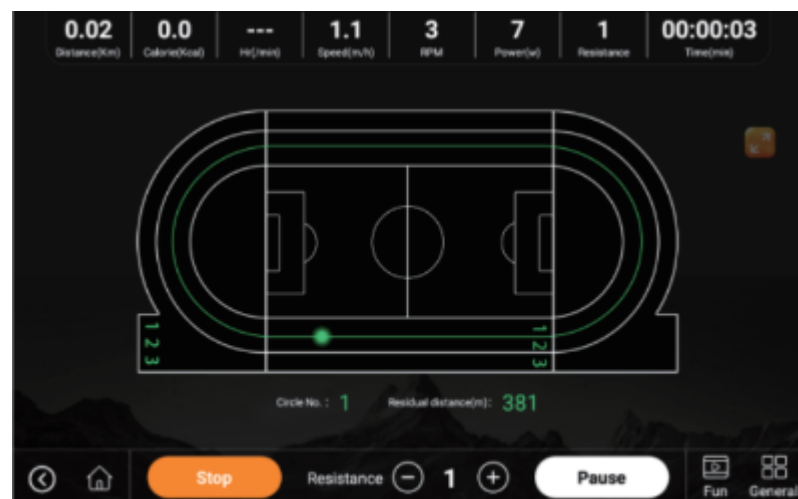 0.02 0.0 --- 1.1 3 7 1 00:00:03
Distance(Km) Calorie(Kcal) Hr(/min) Speed(m/h) RPM Power(w) Resistance Time(min)
1 1
2 2
3 3
Circle No.: 1 Residual distance(m): 381
Stop Resistance 1 Pause Fun General